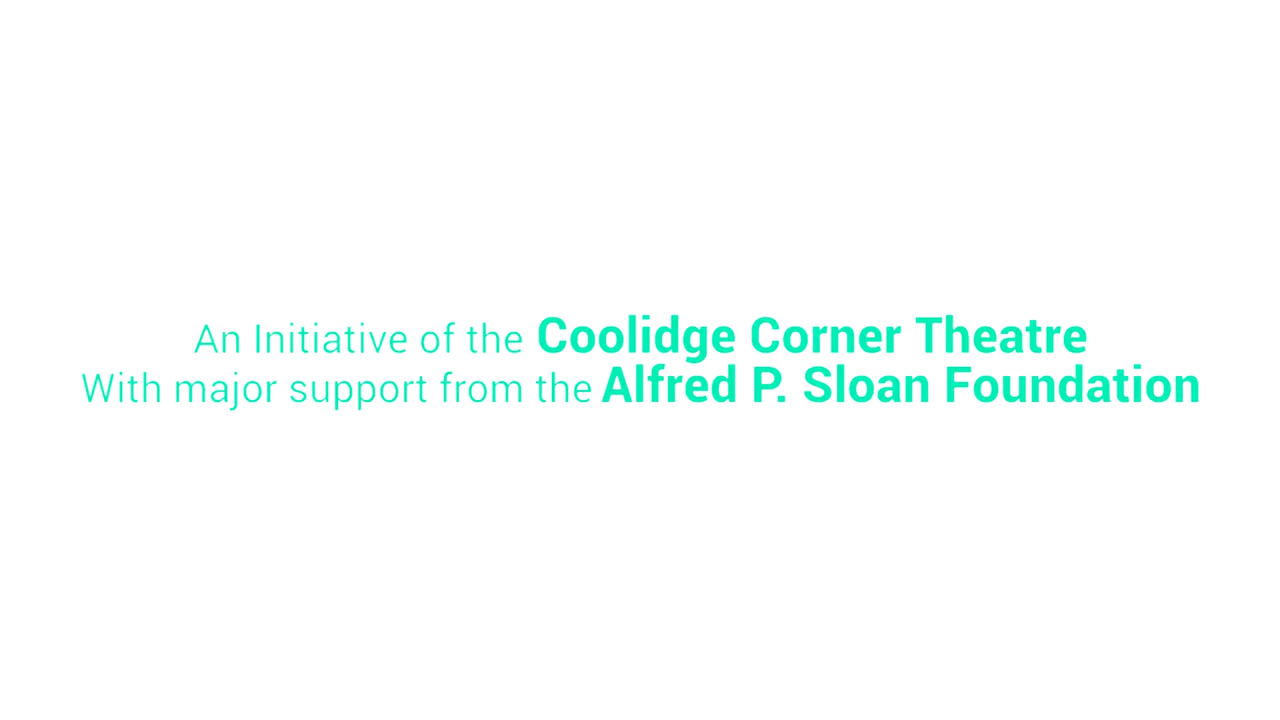 An Initiative of the Coolidge Corner Theatre
With major support from the Alfred P. Sloan Foundation